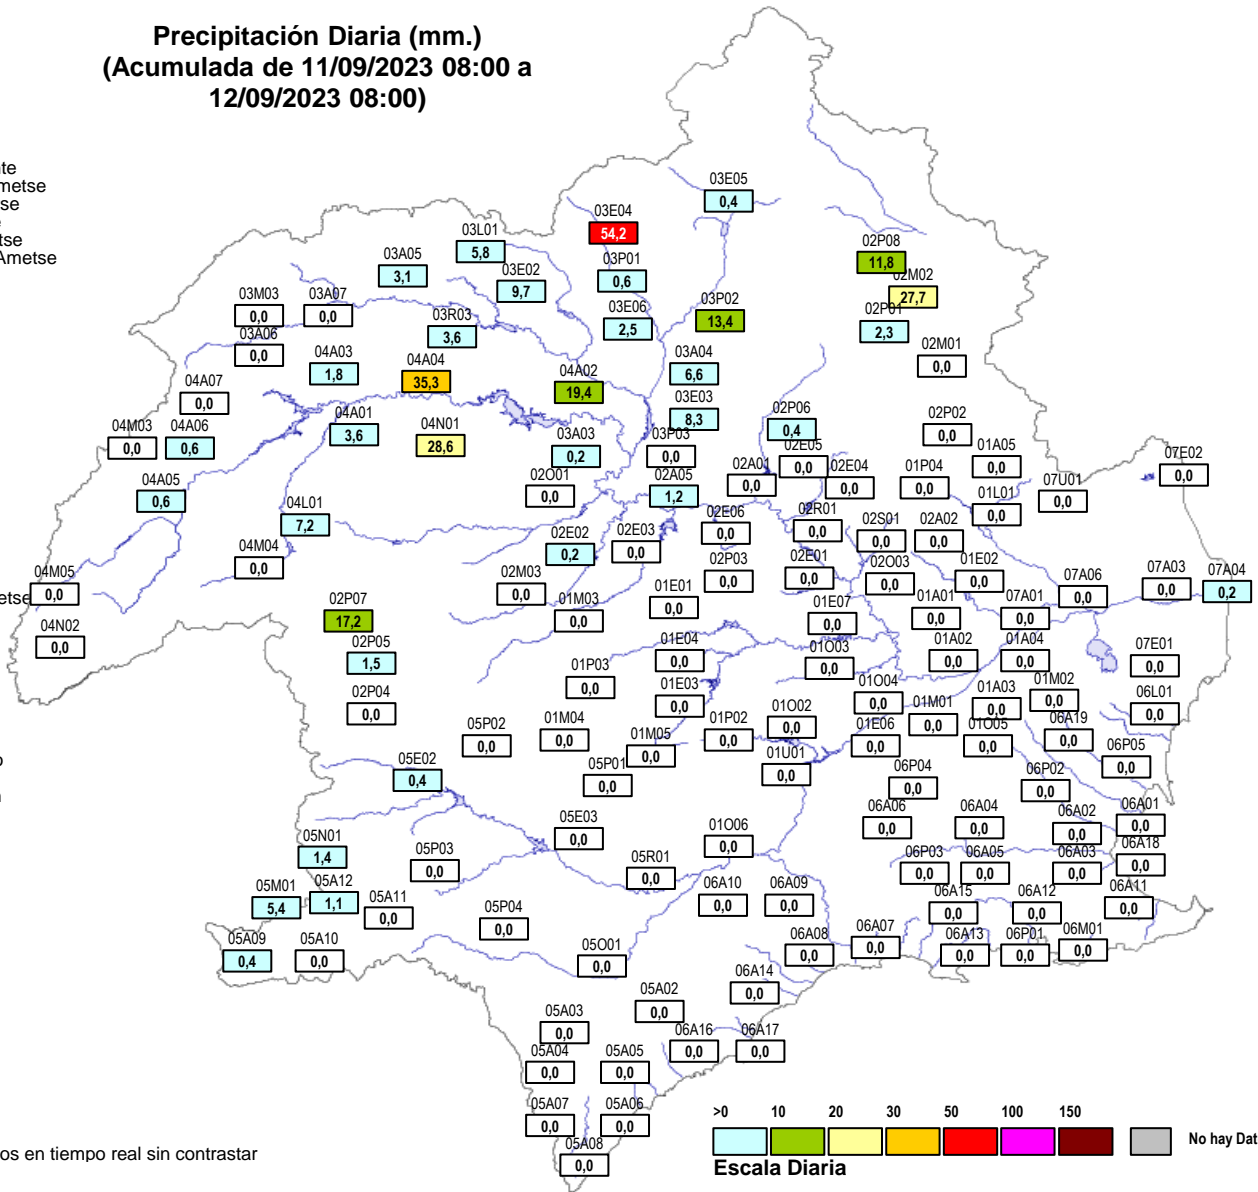 Precipitación Diaria (mm.)
(Acumulada de 11/09/2023 08:00 a
12/09/2023 08:00)
03E05
0,4
03E04
54,2
03L01
5,8
02P08
11,8
03A05
3,1
03P01
0,6
03E02
9,7
02M02
27,7
03M03
0,0
03A07
0,0
03P02
13,4
03E06
2,5
02P01
2,3
03R03
3,6
03A06
0,0
02M01
0,0
04A03
1,8
04A04
35,3
03A04
6,6
04A02
19,4
04A07
0,0
03E03
8,3
04A01
3,6
02P06
0,4
02P02
0,0
04M03
0,0
04A06
0,6
04N01
28,6
03A03
0,2
03P03
0,0
02E05
0,0
01A05
0,0
07E02
0,0
02O01
0,0
02A05
1,2
02A01
0,0
02E04
0,0
01P04
0,0
07U01
0,0
04A05
0,6
01L01
0,0
04L01
7,2
02E06
0,0
02R01
0,0
02S01
0,0
02A02
0,0
02E02
0,2
02E03
0,0
04M04
0,0
02P03
0,0
02E01
0,0
02O03
0,0
01E02
0,0
04M05
0,0
02M03
0,0
07A06
0,0
07A03
0,0
07A04
0,2
etse
02P07
17,2
01M03
0,0
01E01
0,0
01E07
0,0
01A01
0,0
07A01
0,0
04N02
0,0
02P05
1,5
01E04
0,0
01O03
0,0
01A02
0,0
01A04
0,0
07E01
0,0
01P03
0,0
01E03
0,0
01O04
0,0
01A03
0,0
01M02
0,0
06L01
0,0
02P04
0,0
05P02
0,0
01M04
0,0
01M05
0,0
01P02
0,0
01O02
0,0
01E06
0,0
01M01
0,0
01O05
0,0
06A19
0,0
06P05
0,0
05E02
0,4
05P01
0,0
01U01
0,0
06P04
0,0
06P02
0,0
05E03
0,0
01O06
0,0
06A06
0,0
06A04
0,0
06A02
0,0
06A01
0,0
05N01
1,4
05P03
0,0
05R01
0,0
06P03
0,0
06A05
0,0
06A03
0,0
06A18
0,0
05M01
5,4
05A12
1,1
05A11
0,0
06A10
0,0
06A09
0,0
06A15
0,0
06A12
0,0
06A11
0,0
05P04
0,0
05A09
0,4
05A10
0,0
05O01
0,0
06A08
0,0
06A07
0,0
06A13
0,0
06P01
0,0
06M01
0,0
06A14
0,0
05A02
0,0
05A03
0,0
06A16
0,0
06A17
0,0
05A04
0,0
05A05
0,0
05A07
0,0
05A06
0,0
05A08
0,0
>0 10 20 30 50 100 150
No hay Dat
Escala Diaria
os en tiempo real sin contrastar